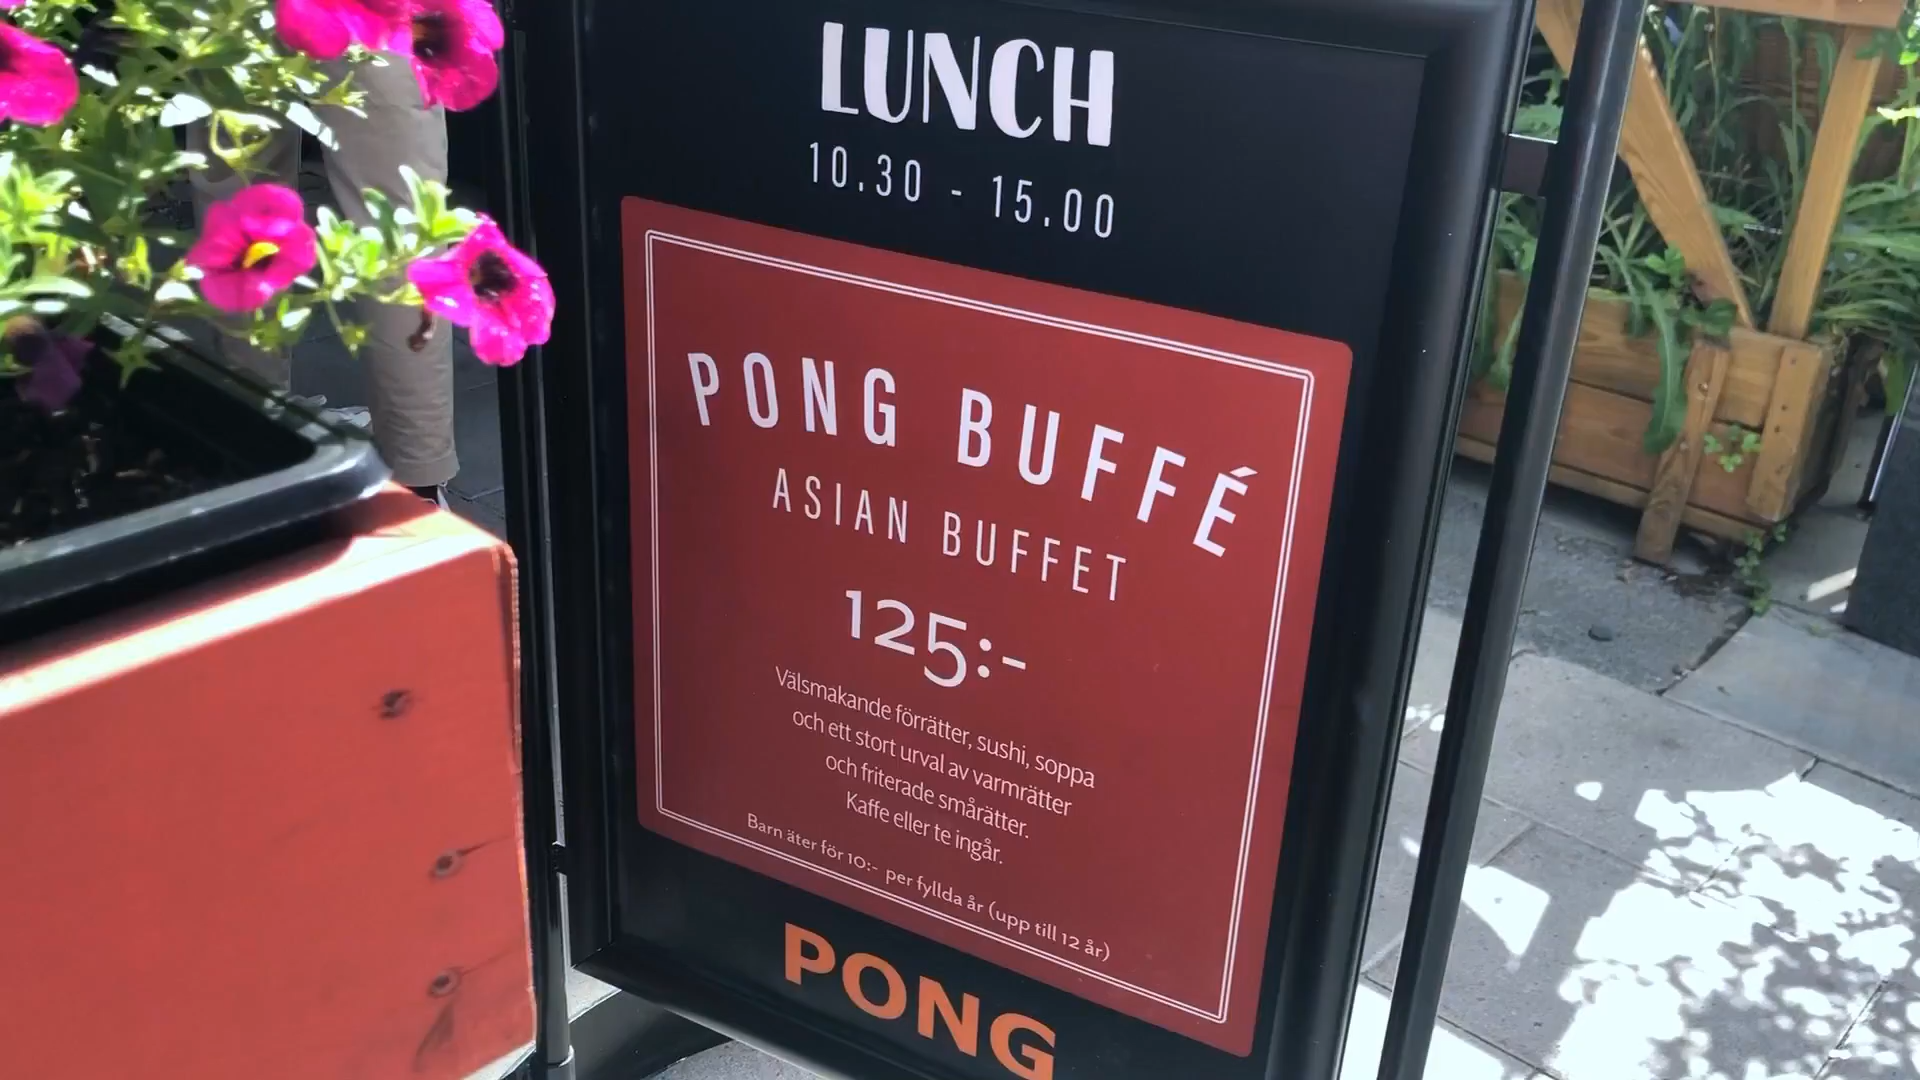 LUNCH
10.30 - 15.00
PONG BUFFÉ
ASIAN BUFFET
125:-
Välsmakande förrätter, sushi, soppa
och ett stort urval av varmrätter
och friterade smårätter.
Kaffe eller te ingår.
Barn äter för 10:- per fyllda år (upp till 12 år)
PONG